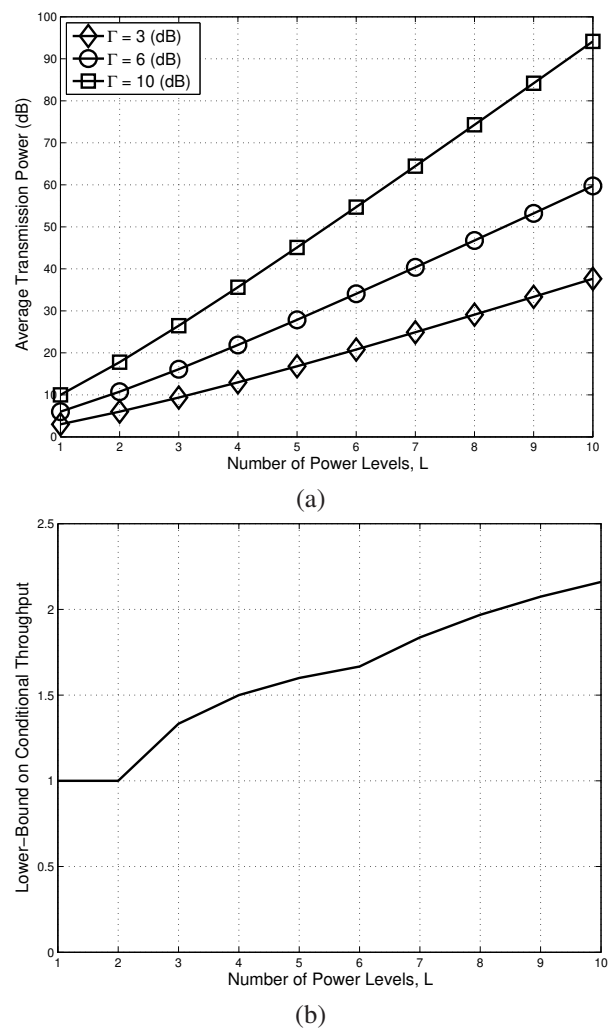 100
90
80
70
60
50
40
30
20
10
0
Average Transmission Power (dB)
Γ = 3 (dB)
Γ = 6 (dB)
Γ = 10 (dB)
1 2 3 4 5 6 7 8 9 10
Number of Power Levels, L
(a)
2.5
2
1.5
1
0.5
0
Lower−Bound on Conditional Throughput
1 2 3 4 5 6 7 8 9 10
Number of Power Levels, L
(b)